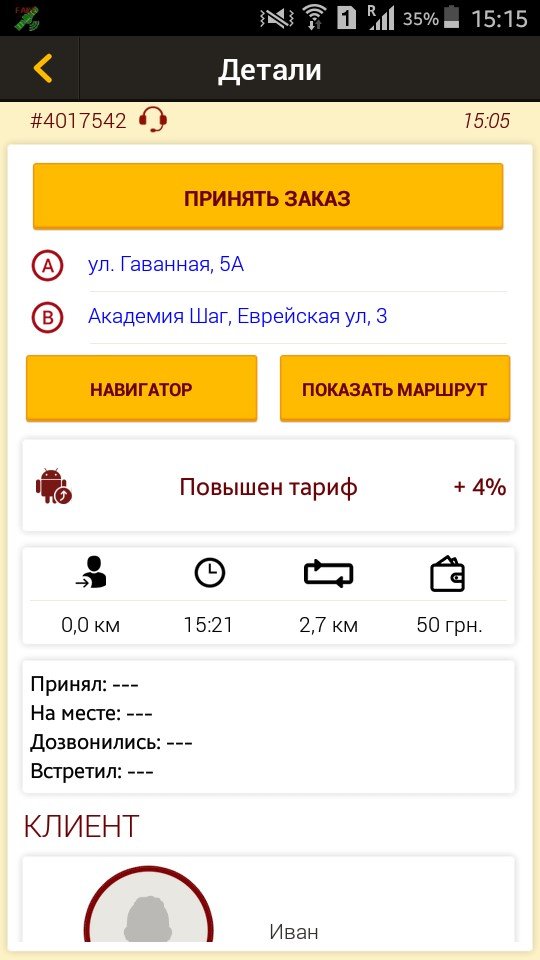 FAKE
1 R 35% 15:15
Детали
#4017542 15:05
ПРИНЯТЬ ЗАКАЗ
A ул. Гаванная, 5А
B Академия Шаг, Еврейская ул, 3
НАВИГАТОР ПОКАЗАТЬ МАРШРУТ
Повышен тариф + 4%
0,0 км 15:21 2,7 км 50 грн.
Принял: ---
На месте: ---
Дозвонились: ---
Встретил: ---
КЛИЕНТ
Иван